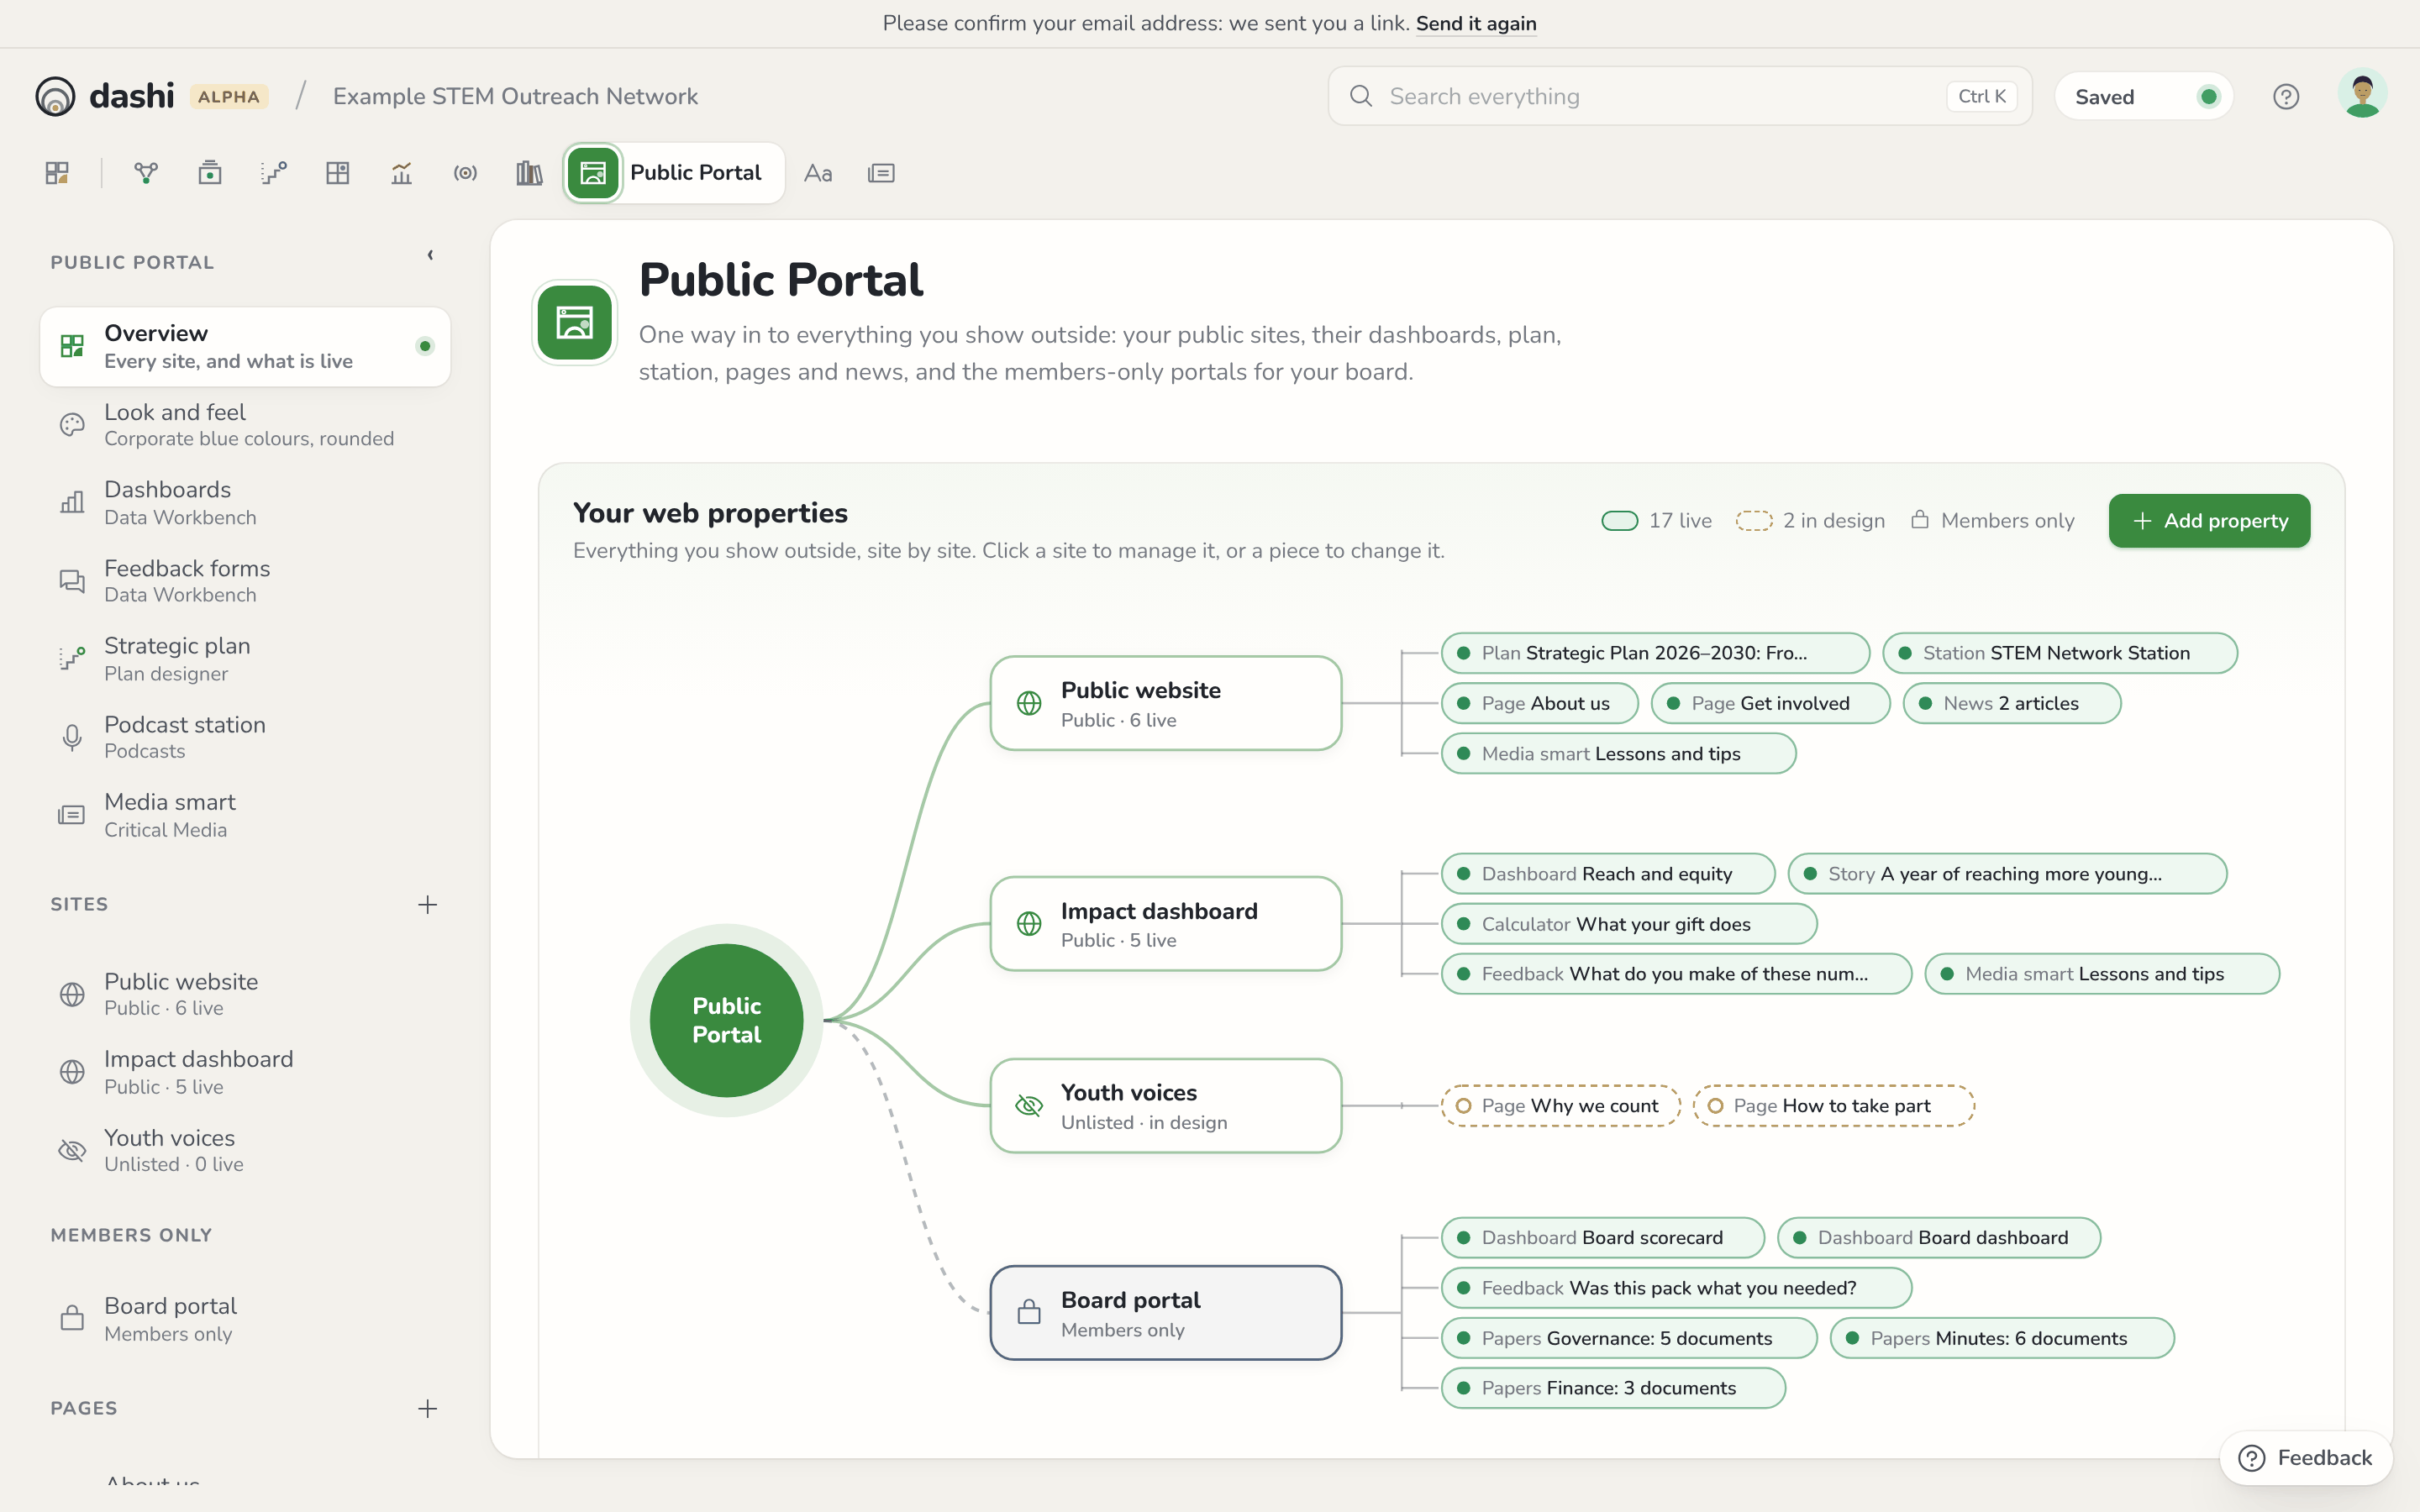 Please confirm your email address: we sent you a link. Send it again
dashi ALPHA / Example STEM Outreach Network
Search everything Ctrl K
Saved
Public Portal
Aa
PUBLIC PORTAL
Overview
Every site, and what is live
Look and feel
Corporate blue colours, rounded
Dashboards
Data Workbench
Feedback forms
Data Workbench
Strategic plan
Plan designer
Podcast station
Podcasts
Media smart
Critical Media
SITES
Public website
Public · 6 live
Impact dashboard
Public · 5 live
Youth voices
Unlisted · 0 live
MEMBERS ONLY
Board portal
Members only
PAGES
About us
Public Portal
One way in to everything you show outside: your public sites, their dashboards, plan,
station, pages and news, and the members-only portals for your board.
Your web properties
Everything you show outside, site by site. Click a site to manage it, or a piece to change it.
17 live
2 in design
Members only
Add property
Public
Portal
Public website
Public · 6 live
Plan Strategic Plan 2026–2030: Fro...
Station STEM Network Station
Page About us
Page Get involved
News 2 articles
Media smart Lessons and tips
Impact dashboard
Public · 5 live
Dashboard Reach and equity
Story A year of reaching more young...
Calculator What your gift does
Feedback What do you make of these num...
Media smart Lessons and tips
Youth voices
Unlisted · in design
Page Why we count
Page How to take part
Board portal
Members only
Dashboard Board scorecard
Dashboard Board dashboard
Feedback Was this pack what you needed?
Papers Governance: 5 documents
Papers Minutes: 6 documents
Papers Finance: 3 documents
Feedback